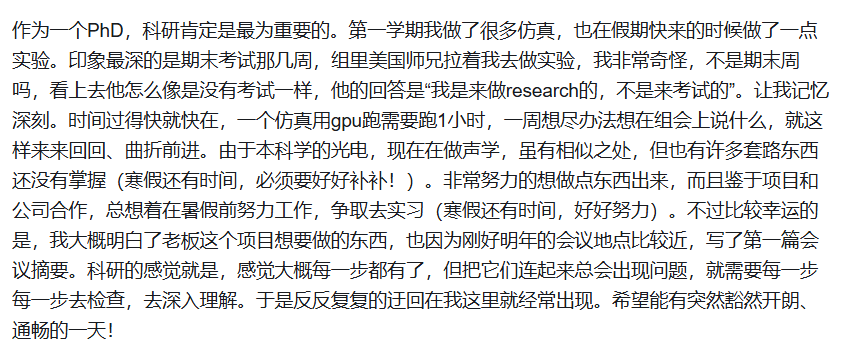 作为一个PhD，科研肯定是最为重要的。第一学期我做了很多仿真，也在假期快来的时候做了一点
实验。印象最深的是期末考试那几周，组里美国师兄拉着我去做实验，我非常奇怪，不是期末周
吗，看上去他怎么像是没有考试一样，他的回答是“我是来做research的，不是来考试的”。让我记忆
深刻。时间过得快就快在，一个仿真用gpu跑需要跑1小时，一周想尽办法想在组会上说什么，就这
样来来回回、曲折前进。由于本科学的光电，现在在做声学，虽有相似之处，但也有许多套路东西
还没有掌握（寒假还有时间，必须要好好补补！）。非常努力的想做点东西出来，而且鉴于项目和
公司合作，总想着在暑假前努力工作，争取去实习（寒假还有时间，好好努力）。不过比较幸运的
是，我大概明白了老板这个项目想要做的东西，也因为刚好明年的会议地点比较近，写了第一篇会
议摘要。科研的感觉就是，感觉大概每一步都有了，但把它们连起来总会出现问题，就需要每一步
每一步去检查，去深入理解。于是反反复复的迂回在我这里就经常出现。希望能有突然豁然开朗、
通畅的一天！